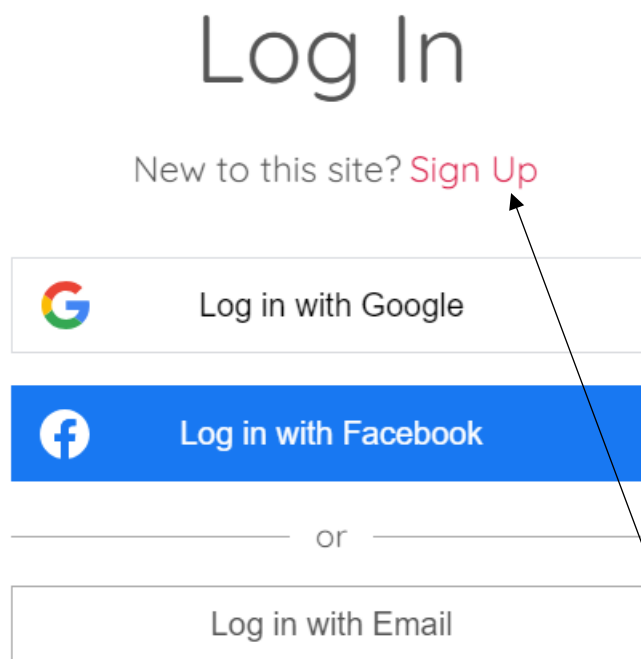 Log In
New to this site? Sign Up
Log in with Google
Log in with Facebook
or
Log in with Email